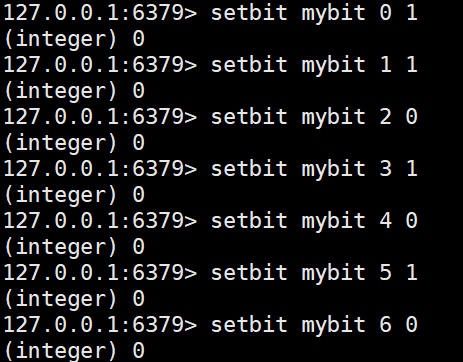 127.0.0.1:6379> setbit mybit 0 1
(integer) 0
127.0.0.1:6379> setbit mybit 1 1
(integer) 0
127.0.0.1:6379> setbit mybit 2 0
(integer) 0
127.0.0.1:6379> setbit mybit 3 1
(integer) 0
127.0.0.1:6379> setbit mybit 4 0
(integer) 0
127.0.0.1:6379> setbit mybit 5 1
(integer) 0
127.0.0.1:6379> setbit mybit 6 0
(integer) 0